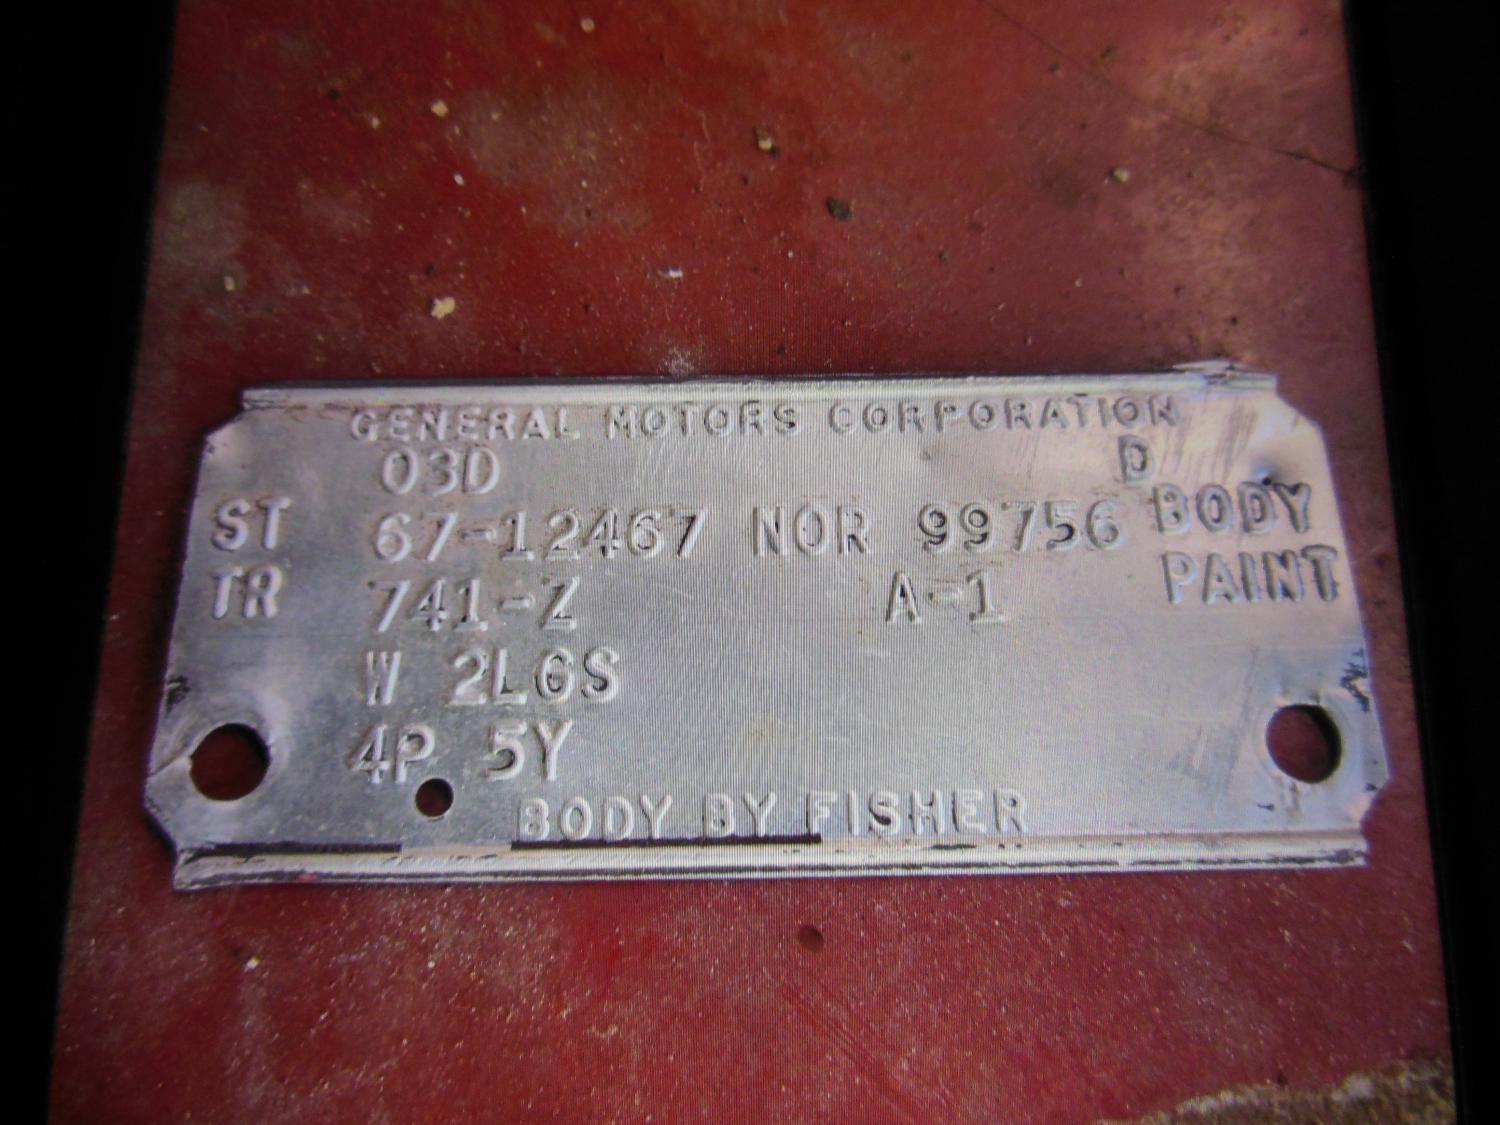 GENERAL MOTORS CORPORATION
03D D
ST 67-12467 NOR 99756 BODY
TR 741-Z A-1 PAINT
W 2LGS
4P 5Y
BODY BY FISHER